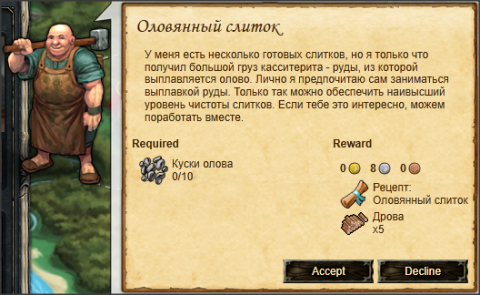 Оловянный слиток
У меня есть несколько готовых слитков, но я только что
получил большой груз касситерита - руды, из которой
выплавляется олово. Лично я предпочитаю сам заниматься
выплавкой руды. Только так можно обеспечить наивысший
уровень чистоты слитков. Если тебе это интересно, можем
поработать вместе.
Required
Куски олова
0/10
Reward
0 8 0
Рецепт:
Оловянный слиток
Дрова
x5
Accept Decline